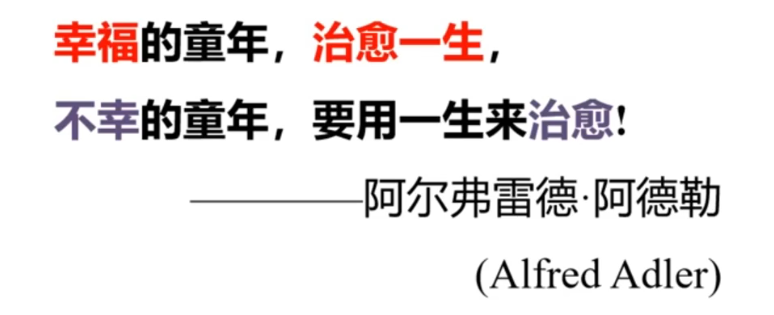 幸福的童年，治愈一生，
不幸的童年，要用一生来治愈!
————阿尔弗雷德·阿德勒
(Alfred Adler)